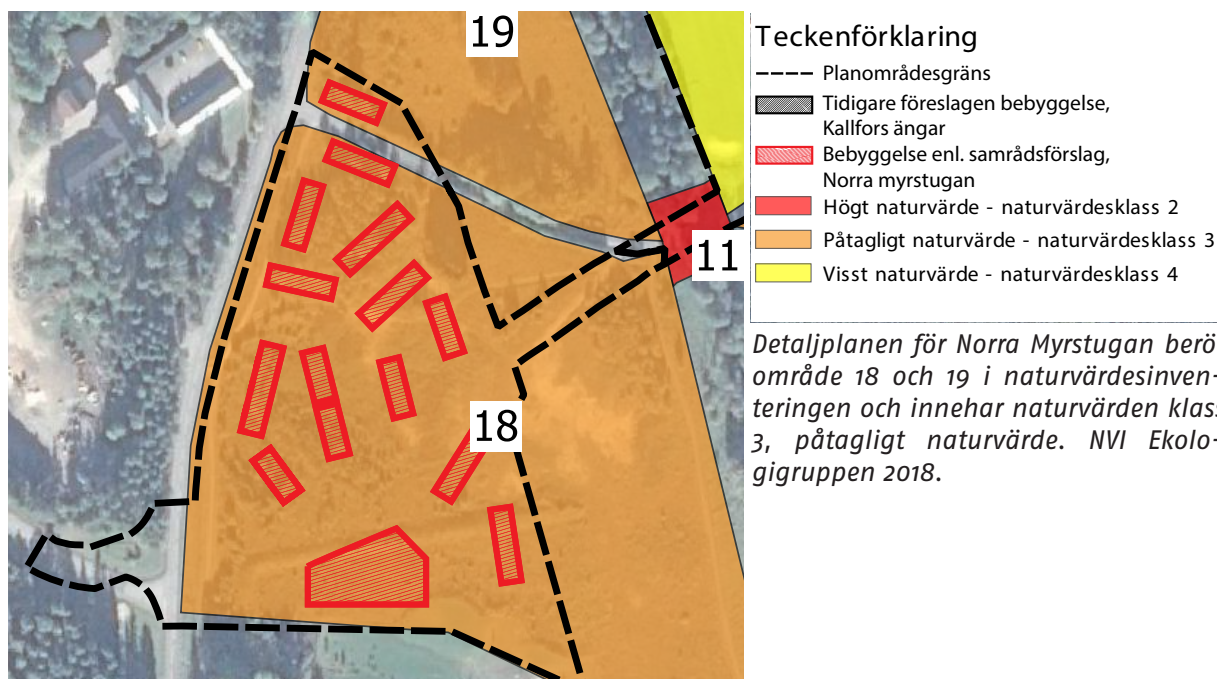 19
11
18
Teckenförklaring
Planområdesgräns
Tidigare föreslagen bebyggelse,
Kallfors ängar
Bebyggelse enl. samrådsförslag,
Norra myrstugan
Högt naturvärde - naturvärdesklass 2
Påtagligt naturvärde - naturvärdesklass 3
Visst naturvärde - naturvärdesklass 4
Detaljplanen för Norra Myrstugan berö
område 18 och 19 i naturvärdesinven-
teringen och innehar naturvärden klas
3, påtagligt naturvärde. NVI Ekolo-
gigruppen 2018.